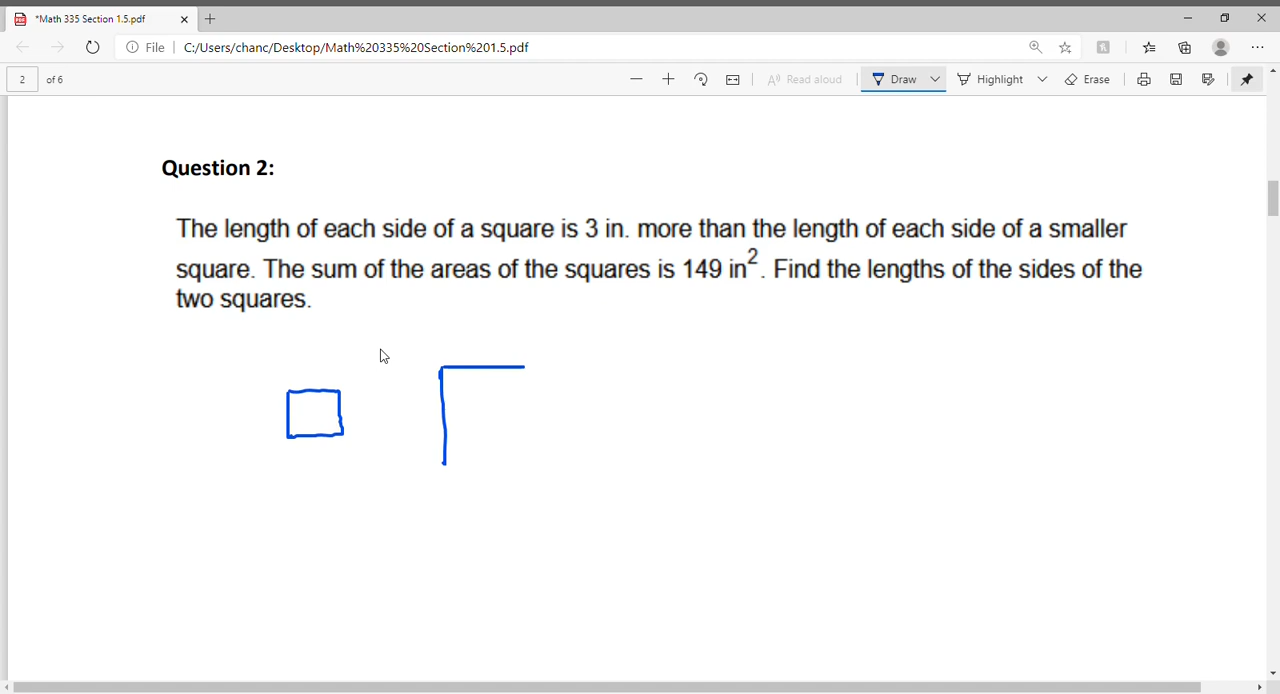 *Math 335 Section 1.5.pdf
File C:/Users/chanc/Desktop/Math%20335%20Section%201.5.pdf
2 of 6 Read aloud Draw Highlight Erase
Question 2:
The length of each side of a square is 3 in. more than the length of each side of a smaller
square. The sum of the areas of the squares is 149 in². Find the lengths of the sides of the
two squares.